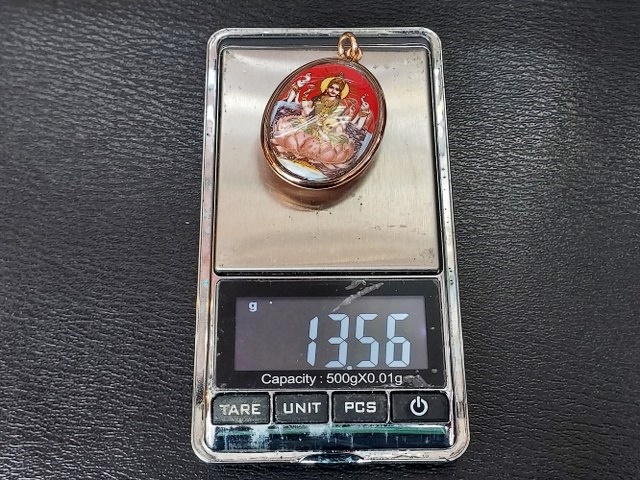 g
13.56
Capacity : 500gX0.01g
TARE UNIT PCS